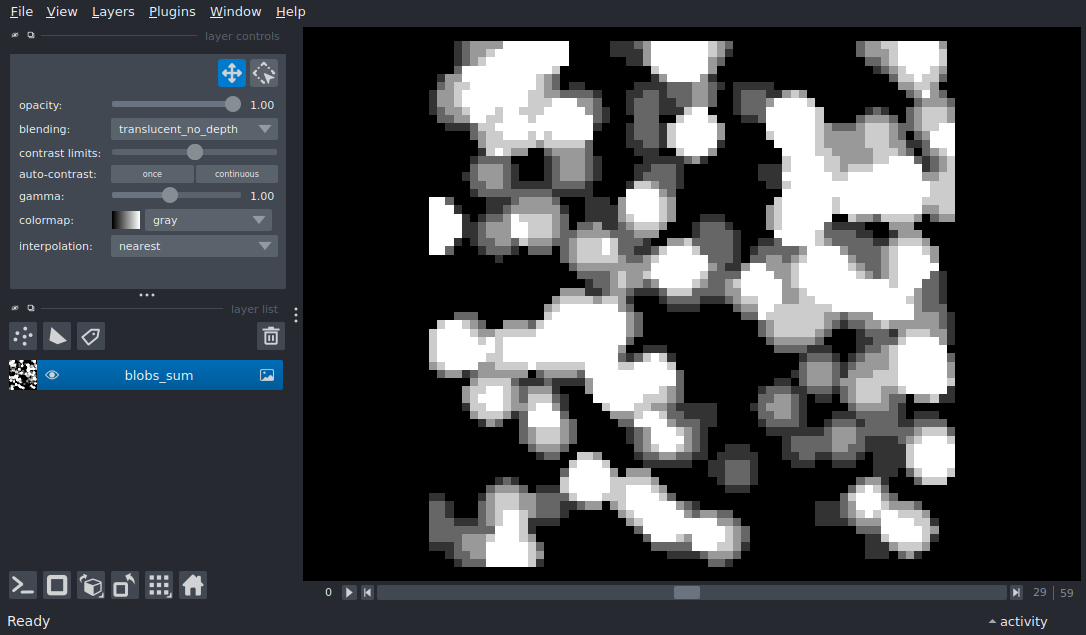 File View Layers Plugins Window Help
layer controls
opacity: 1.00
blending: translucent_no_depth
contrast limits:
auto-contrast: once continuous
gamma: 1.00
colormap: gray
interpolation: nearest
layer list
blobs_sum
0 29 59
Ready activity